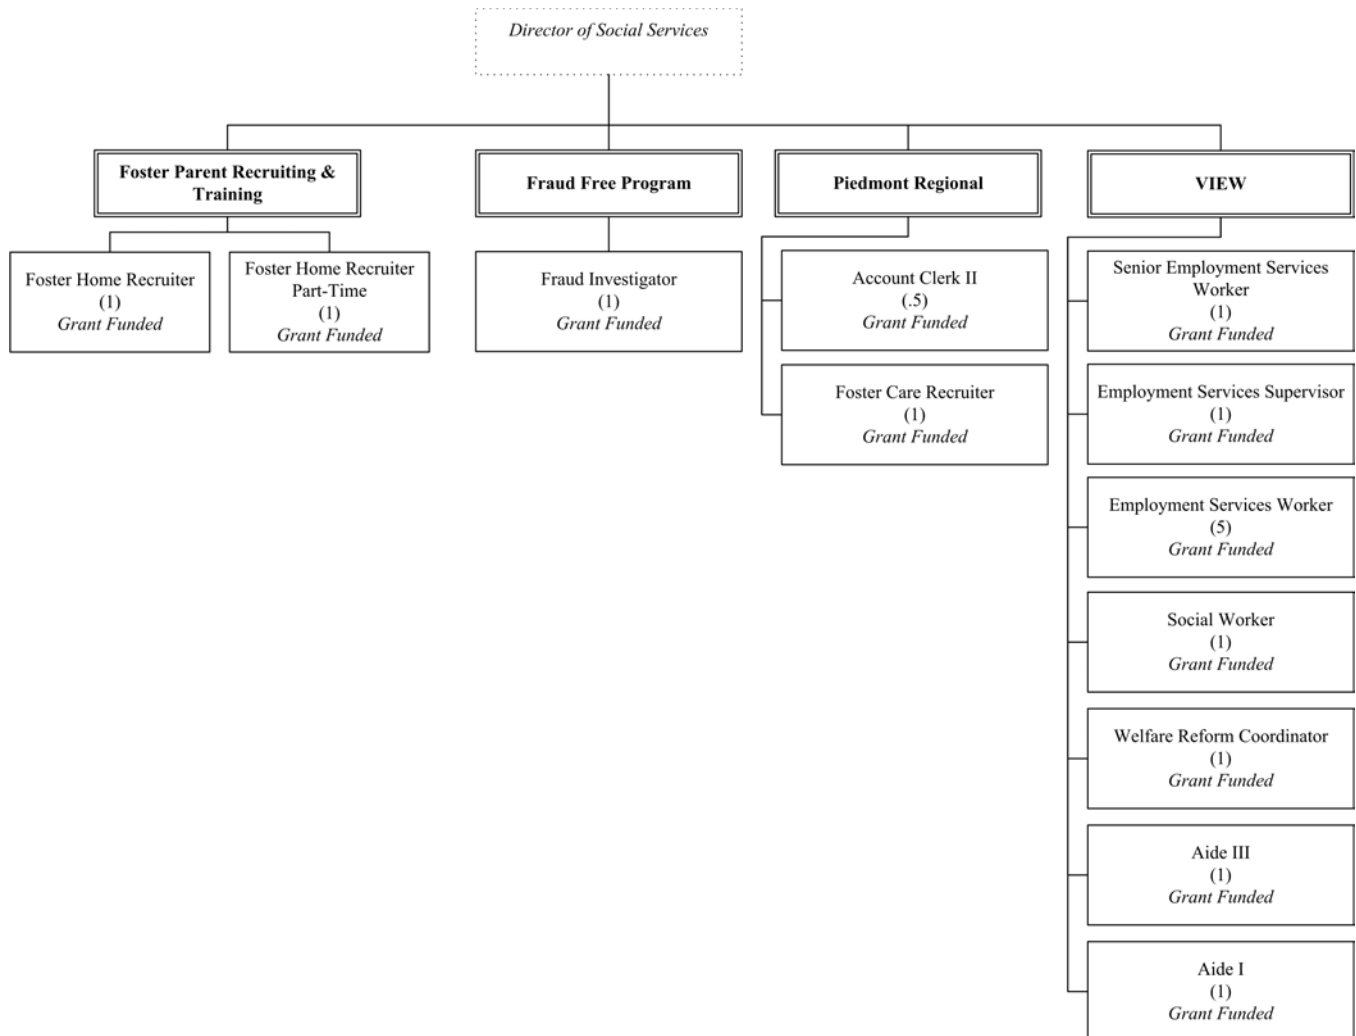 Director of Social Services
Foster Parent Recruiting &
Training
Foster Home Recruiter
(1)
Grant Funded
Foster Home Recruiter
Part-Time
(1)
Grant Funded
Fraud Free Program
Fraud Investigator
(1)
Grant Funded
Piedmont Regional
Account Clerk II
(.5)
Grant Funded
Foster Care Recruiter
(1)
Grant Funded
VIEW
Senior Employment Services
Worker
(1)
Grant Funded
Employment Services Supervisor
(1)
Grant Funded
Employment Services Worker
(5)
Grant Funded
Social Worker
(1)
Grant Funded
Welfare Reform Coordinator
(1)
Grant Funded
Aide III
(1)
Grant Funded
Aide I
(1)
Grant Funded